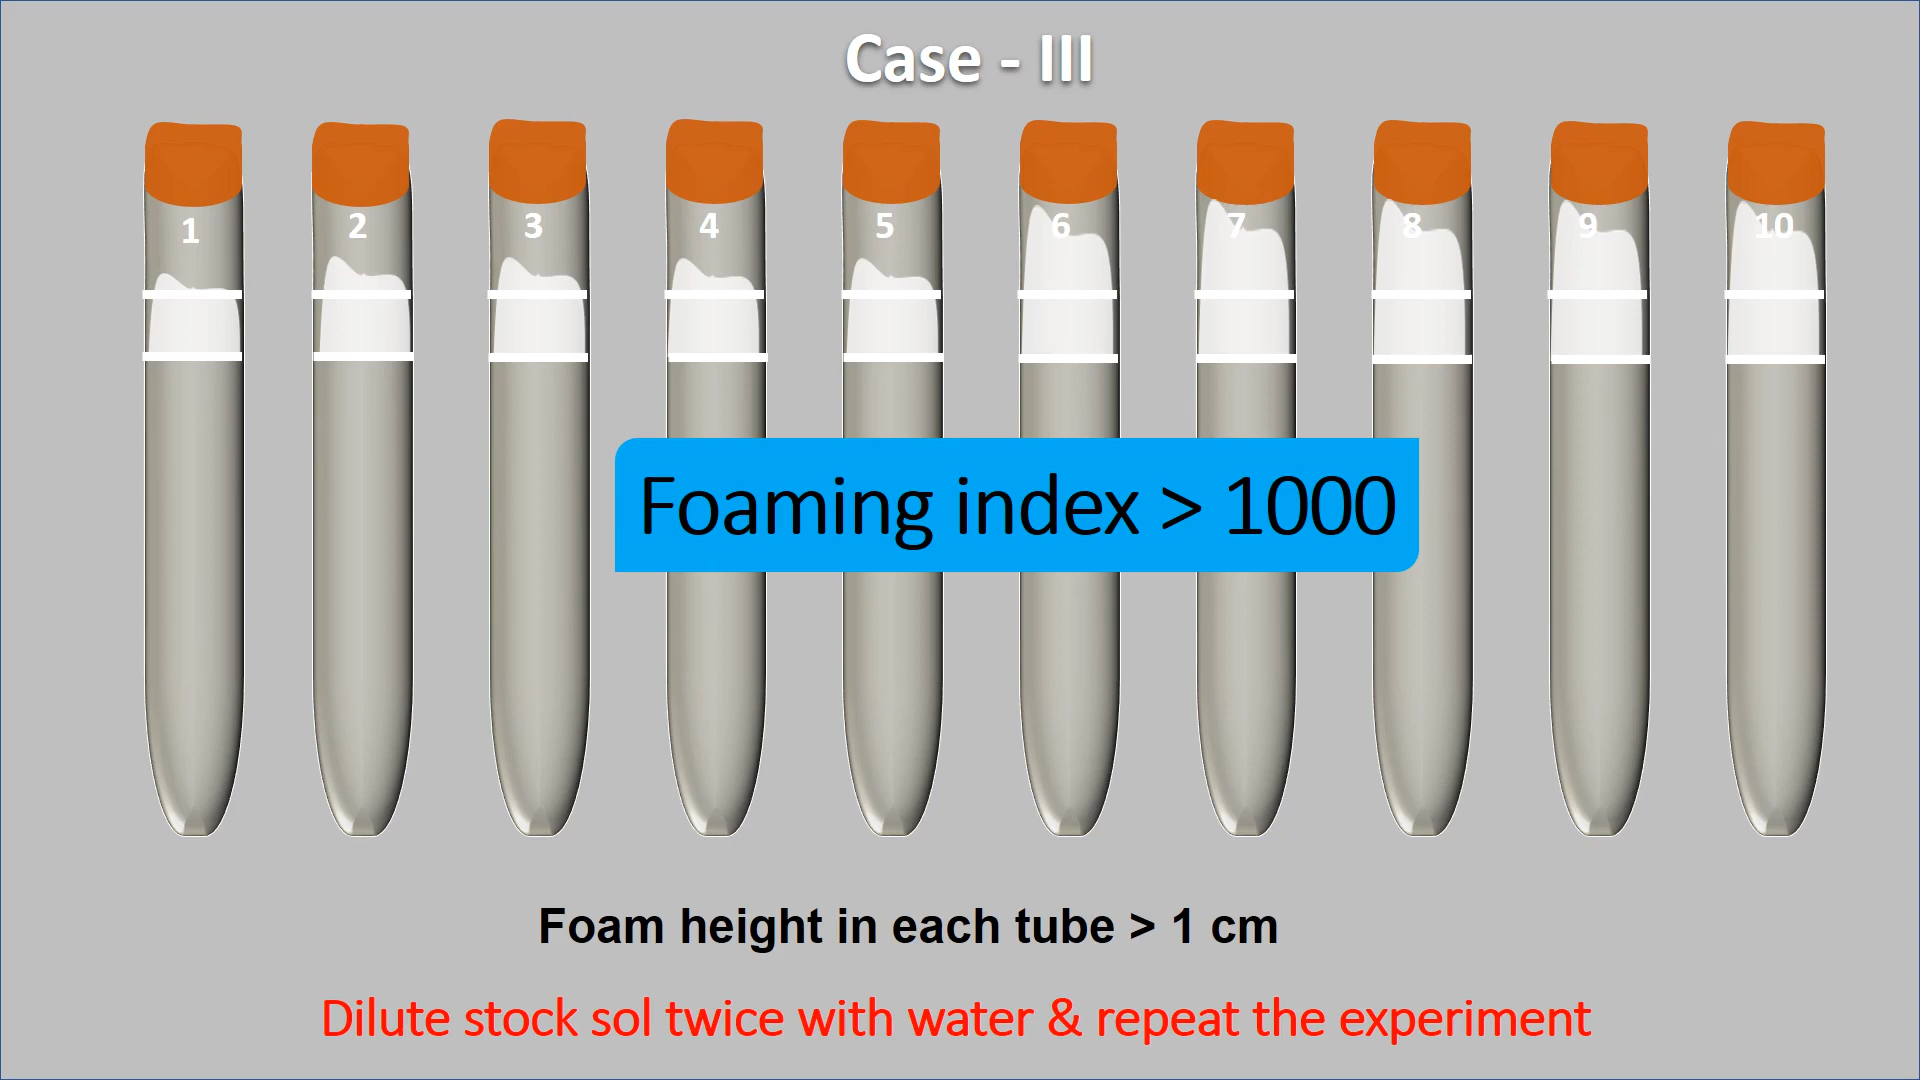 Case - III
1 2 3 4 5 6 7 8 9 10
Foaming index > 1000
Foam height in each tube > 1 cm
Dilute stock sol twice with water & repeat the experiment